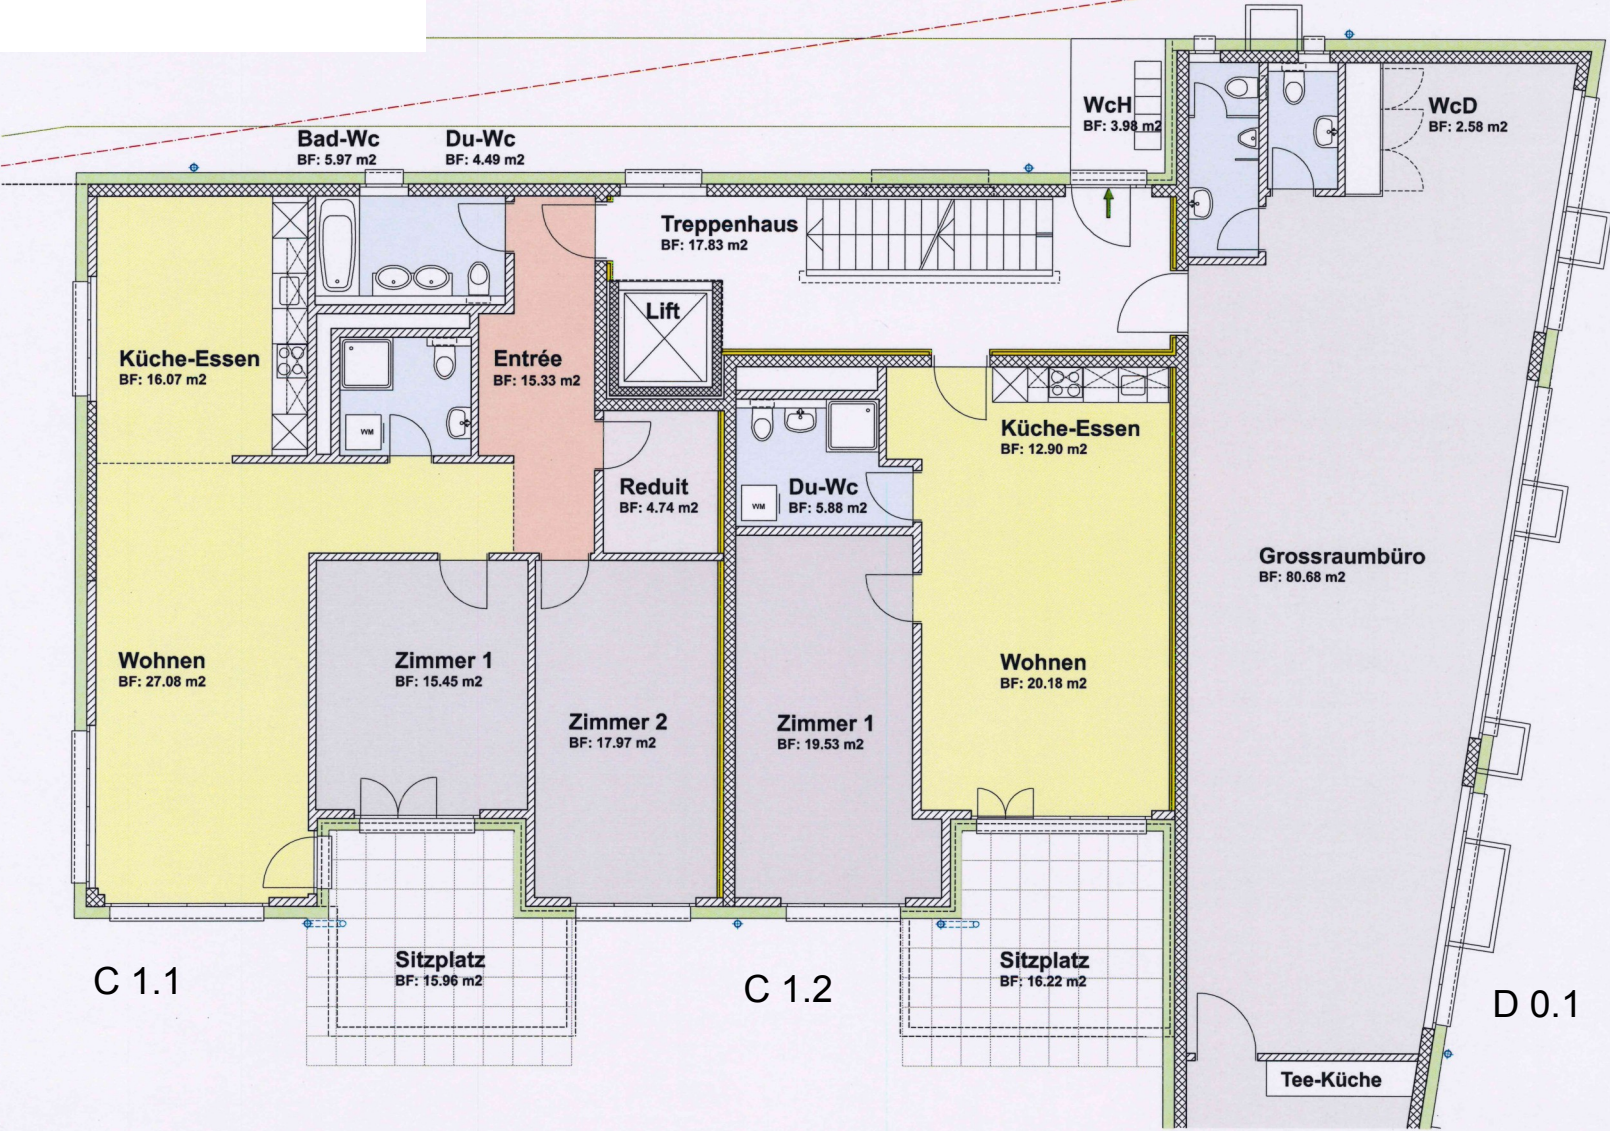 Bad-Wc
BF: 5.97 m2
Du-Wc
BF: 4.49 m2
WcH
BF: 3.98 m2
WcD
BF: 2.58 m2
Treppenhaus
BF: 17.83 m2
Lift
Küche-Essen
BF: 16.07 m2
Entrée
BF: 15.33 m2
WM
Küche-Essen
BF: 12.90 m2
Reduit
BF: 4.74 m2
Du-Wc
BF: 5.88 m2
WM
Grossraumbüro
BF: 80.68 m2
Wohnen
BF: 27.08 m2
Zimmer 1
BF: 15.45 m2
Zimmer 2
BF: 17.97 m2
Zimmer 1
BF: 19.53 m2
Wohnen
BF: 20.18 m2
Sitzplatz
BF: 15.96 m2
Sitzplatz
BF: 16.22 m2
C 1.1
C 1.2
D 0.1
Tee-Küche